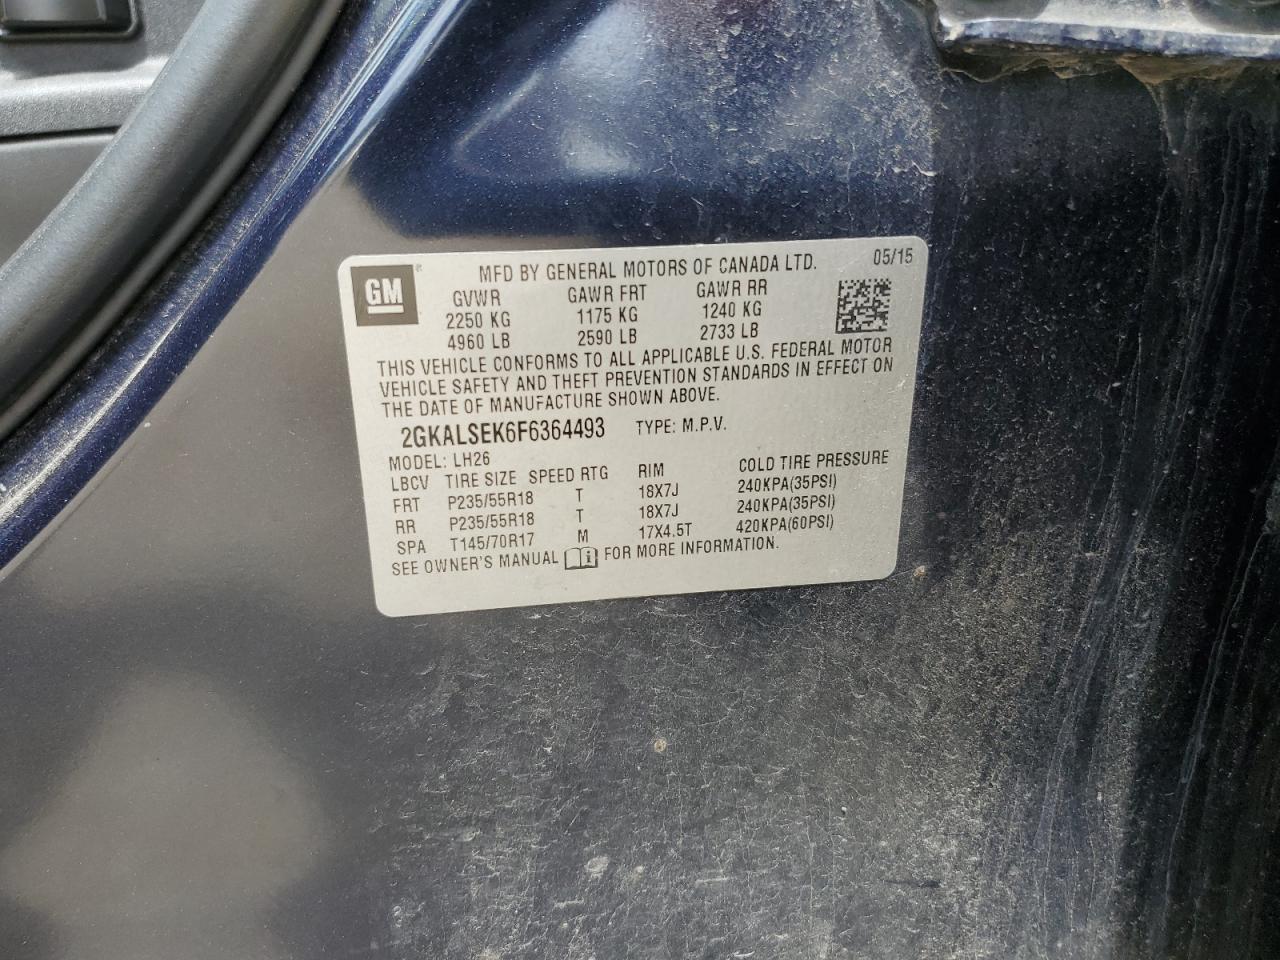 GM
MFD BY GENERAL MOTORS OF CANADA LTD. 05/15
GVWR GAWR FRT GAWR RR
2250 KG 1175 KG 1240 KG
4960 LB 2590 LB 2733 LB
THIS VEHICLE CONFORMS TO ALL APPLICABLE U.S. FEDERAL MOTOR
VEHICLE SAFETY AND THEFT PREVENTION STANDARDS IN EFFECT ON
THE DATE OF MANUFACTURE SHOWN ABOVE.
2GKALSEK6F6364493 TYPE: M.P.V.
MODEL: LH26
LBCV TIRE SIZE SPEED RTG RIM COLD TIRE PRESSURE
FRT P235/55R18 T 18X7J 240KPA(35PSI)
RR P235/55R18 T 18X7J 240KPA(35PSI)
SPA T145/70R17 M 17X4.5T 420KPA(60PSI)
SEE OWNER'S MANUAL FOR MORE INFORMATION.